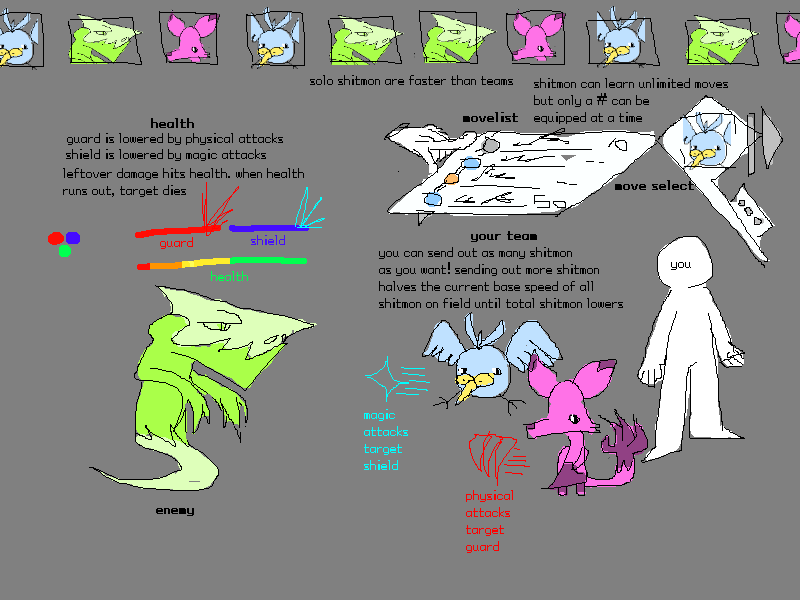 solo shitmon are faster than teams
shitmon can learn unlimited moves
but only a # can be
equipped at a time
health
guard is lowered by physical attacks
shield is lowered by magic attacks
leftover damage hits health. when health
runs out, target dies
guard
shield
health
movelist
move select
your team
you can send out as many shitmon
as you want! sending out more shitmon
halves the current base speed of all
shitmon on field until total shitmon lowers
you
magic
attacks
target
shield
physical
attacks
target
guard
enemy